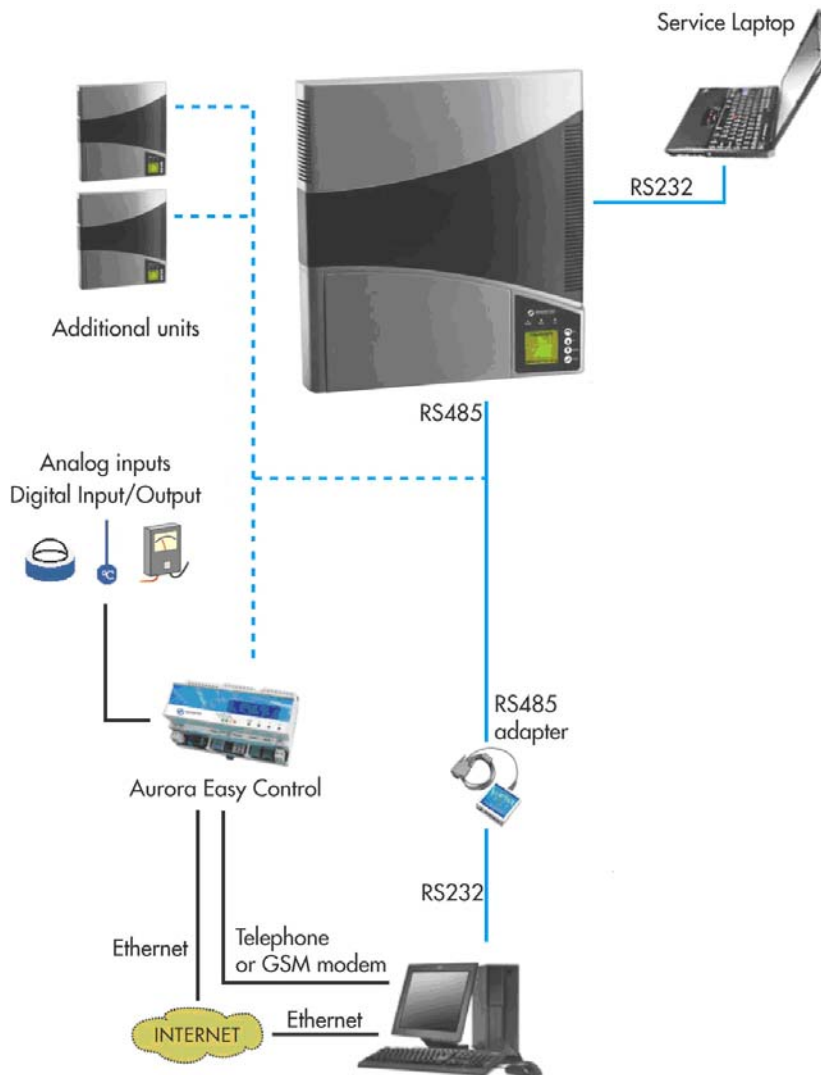 Service Laptop
RS232
Additional units
RS485
Analog inputs
Digital Input/Output
°C
RS485
adapter
Aurora Easy Control
RS232
Ethernet
Telephone
or GSM modem
INTERNET
Ethernet